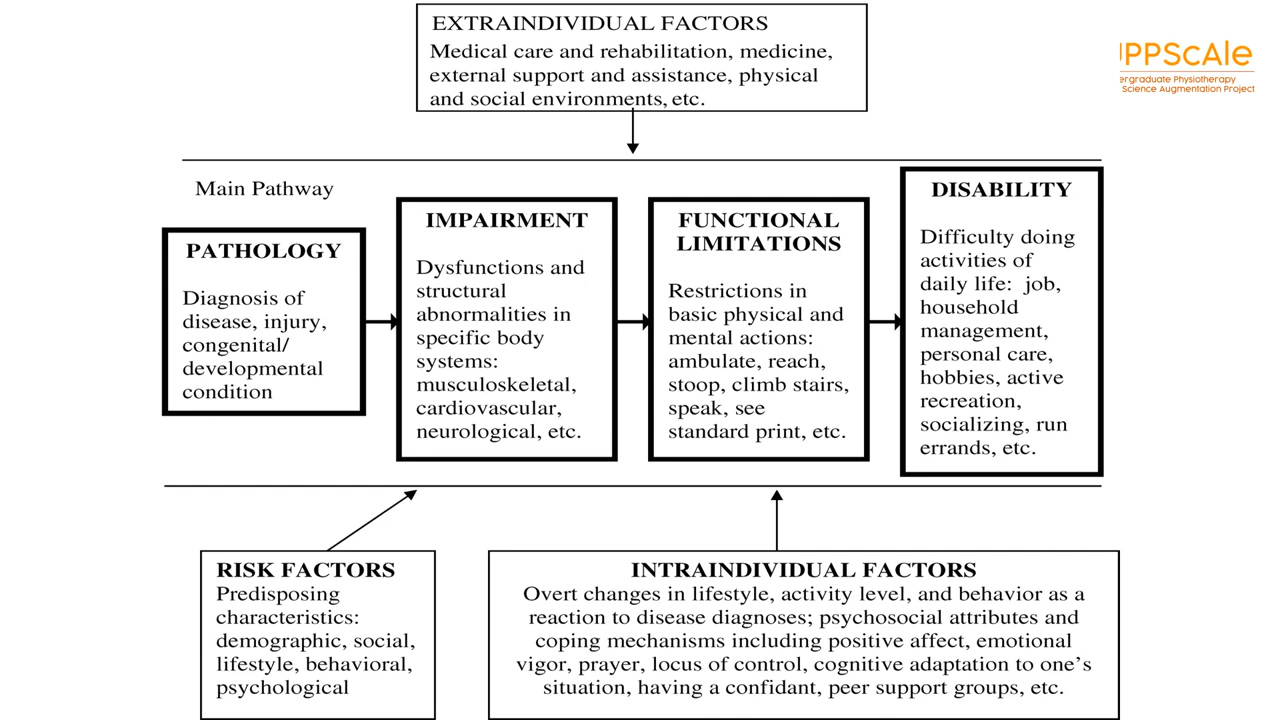 EXTRAINDIVIDUAL FACTORS
Medical care and rehabilitation, medicine,
external support and assistance, physical
and social environments, etc.
UPPScAle
ergraduate Physiotherapy
Science Augmentation Project
Main Pathway
PATHOLOGY
Diagnosis of
disease, injury,
congenital/
developmental
condition
IMPAIRMENT
Dysfunctions and
structural
abnormalities in
specific body
systems:
musculoskeletal,
cardiovascular,
neurological, etc.
FUNCTIONAL
LIMITATIONS
Restrictions in
basic physical and
mental actions:
ambulate, reach,
stoop, climb stairs,
speak, see
standard print, etc.
DISABILITY
Difficulty doing
activities of
daily life: job,
household
management,
personal care,
hobbies, active
recreation,
socializing, run
errands, etc.
RISK FACTORS
Predisposing
characteristics:
demographic, social,
lifestyle, behavioral,
psychological
INTRAINDIVIDUAL FACTORS
Overt changes in lifestyle, activity level, and behavior as a
reaction to disease diagnoses; psychosocial attributes and
coping mechanisms including positive affect, emotional
vigor, prayer, locus of control, cognitive adaptation to one's
situation, having a confidant, peer support groups, etc.